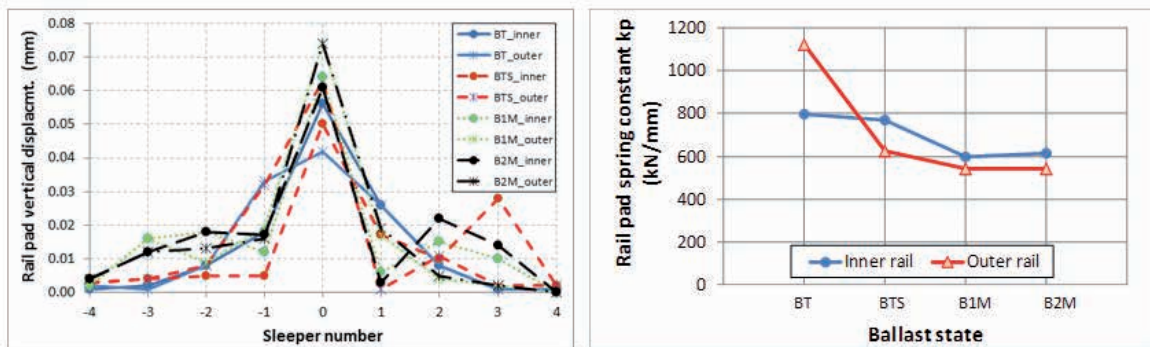 Rail pad vertical displacmt. (mm)
0.08
0.07
0.06
0.05
0.04
0.03
0.02
0.01
0.00
-4 -3 -2 -1 0 1 2 3 4
Sleeper number
BT_inner
BT_outer
BTS_inner
BTS_outer
B1M_inner
B1M_outer
B2M_inner
B2M_outer
Rail pad spring constant kp
(kN/mm)
1200
1000
800
600
400
200
0
BT BTS B1M B2M
Ballast state
Inner rail Outer rail